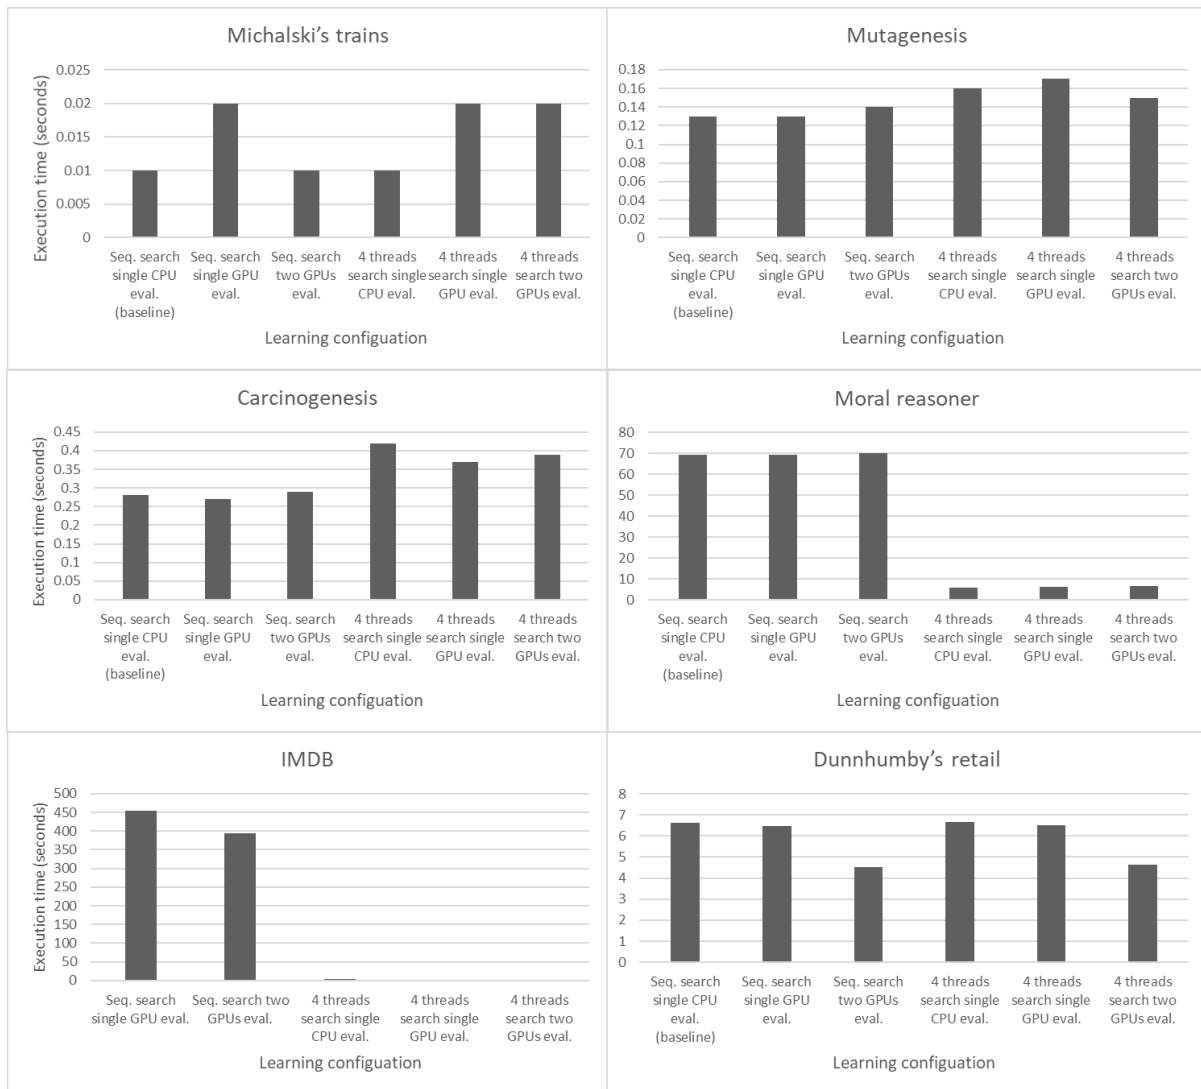 Michalski’s trains
Execution time (seconds)
0.025
0.02
0.015
0.01
0.005
0
Seq. search single CPU eval. (baseline)
Seq. search single GPU eval.
Seq. search two GPUs eval.
4 threads search single CPU eval.
4 threads search single GPU eval.
4 threads search two GPUs eval.
Learning configuation
Mutagenesis
0.18
0.16
0.14
0.12
0.1
0.08
0.06
0.04
0.02
0
Seq. search single CPU eval. (baseline)
Seq. search single GPU eval.
Seq. search two GPUs eval.
4 threads search single CPU eval.
4 threads search single GPU eval.
4 threads search two GPUs eval.
Learning configuation
Carcinogenesis
Execution time (seconds)
0.45
0.4
0.35
0.3
0.25
0.2
0.15
0.1
0.05
0
Seq. search single CPU eval. (baseline)
Seq. search single GPU eval.
Seq. search two GPUs eval.
4 threads search single CPU eval.
4 threads search single GPU eval.
4 threads search two GPUs eval.
Learning configuation
Moral reasoner
80
70
60
50
40
30
20
10
0
Seq. search single CPU eval. (baseline)
Seq. search single GPU eval.
Seq. search two GPUs eval.
4 threads search single CPU eval.
4 threads search single GPU eval.
4 threads search two GPUs eval.
Learning configuation
IMDB
Execution time (seconds)
500
450
400
350
300
250
200
150
100
50
0
Seq. search single GPU eval.
Seq. search two GPUs eval.
4 threads search single CPU eval.
4 threads search single GPU eval.
4 threads search two GPUs eval.
Learning configuation
Dunnhumby’s retail
8
7
6
5
4
3
2
1
0
Seq. search single CPU eval. (baseline)
Seq. search single GPU eval.
Seq. search two GPUs eval.
4 threads search single CPU eval.
4 threads search single GPU eval.
4 threads search two GPUs eval.
Learning configuation